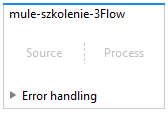 mule-szkolenie-3Flow
Source Process
Error handling